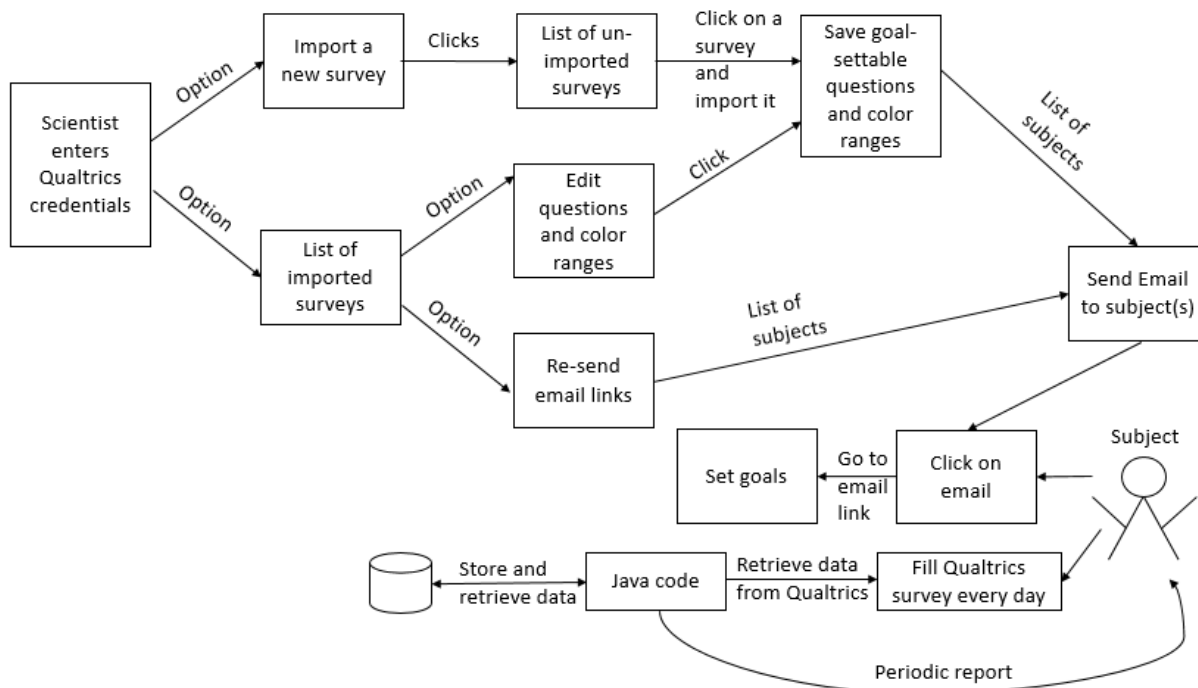 Scientist
enters
Qualtrics
credentials
Option
Import a
new survey
Clicks
List of un-
imported
surveys
Click on a
survey
and
import it
Save goal-
settable
questions
and color
ranges
List of
subjects
Option
List of
imported
surveys
Option
Edit
questions
and color
ranges
Click
Option
Re-send
email links
List of
subjects
Send Email
to subject(s)
Subject
Click on
email
Go to
email
link
Set goals
Store and
retrieve data
Java code
Retrieve data
from Qualtrics
Fill Qualtrics
survey every day
Periodic report